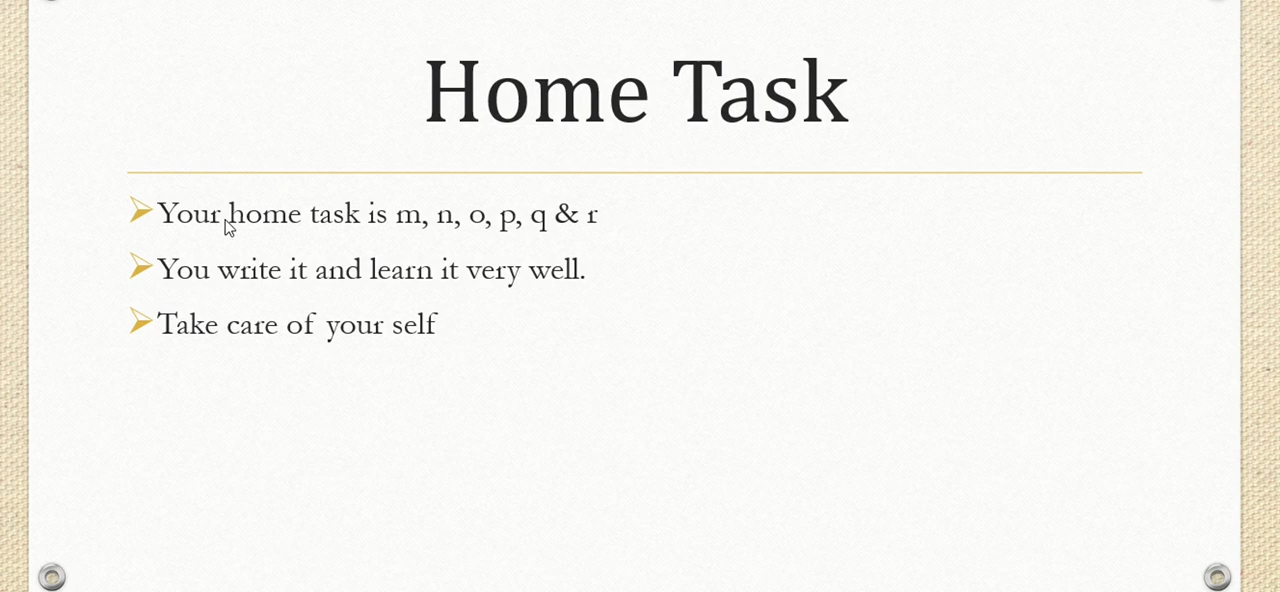 Home Task
Your home task is m, n, o, p, q & r
You write it and learn it very well.
Take care of your self